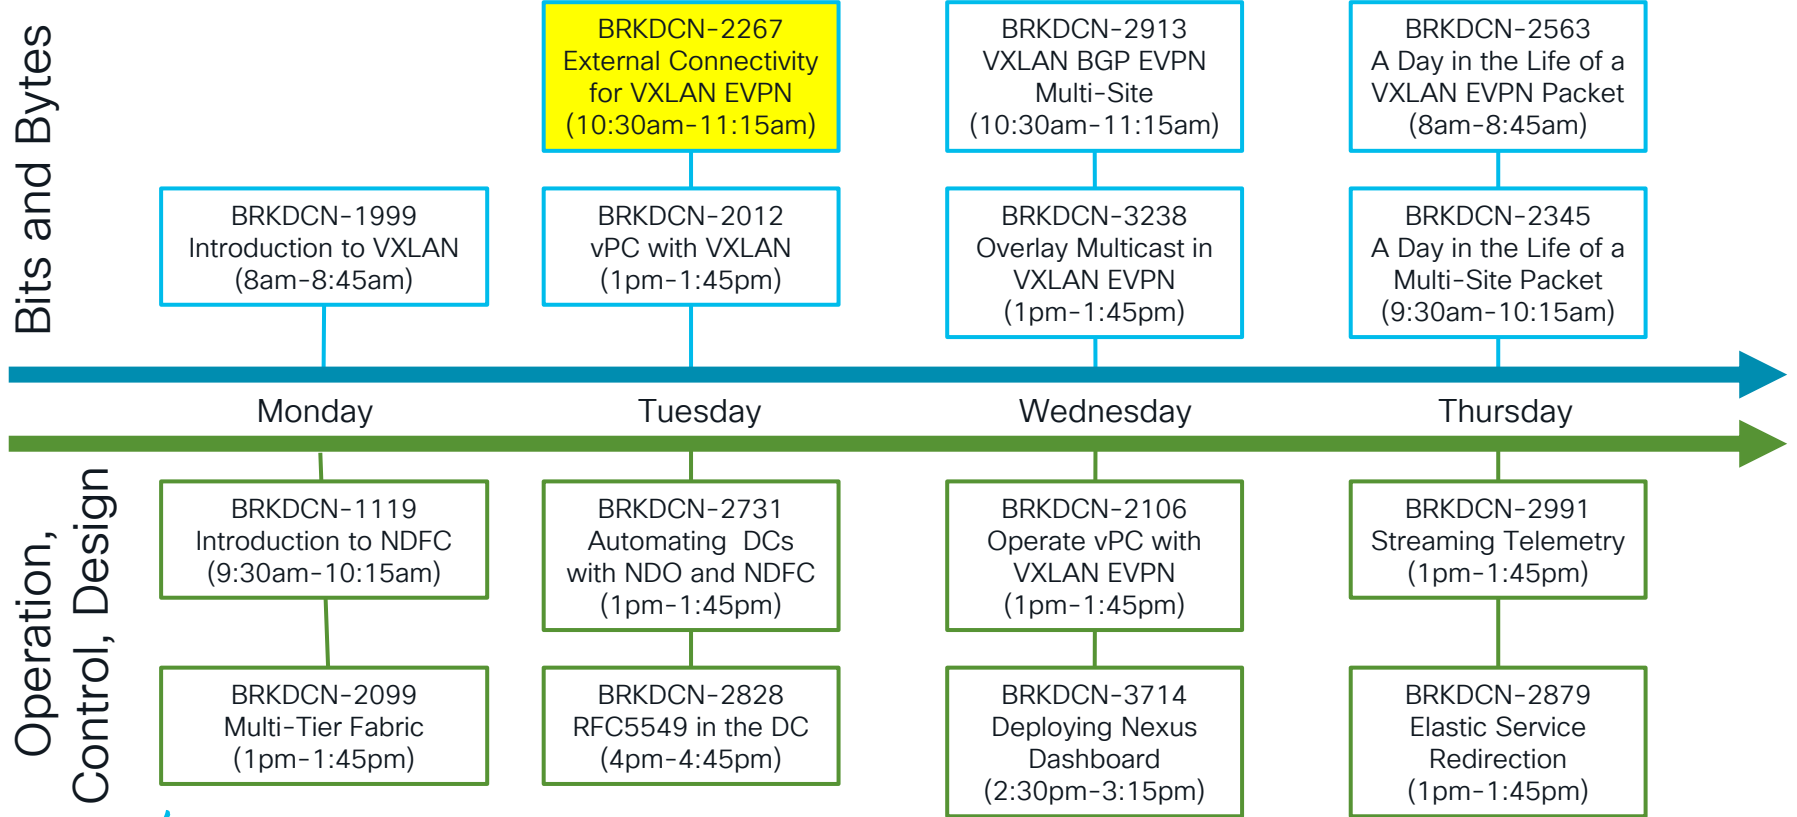 Bits and Bytes
BRKDCN-1999
Introduction to VXLAN
(8am-8:45am)
BRKDCN-2267
External Connectivity
for VXLAN EVPN
(10:30am-11:15am)
BRKDCN-2012
vPC with VXLAN
(1pm-1:45pm)
BRKDCN-2913
VXLAN BGP EVPN
Multi-Site
(10:30am-11:15am)
BRKDCN-3238
Overlay Multicast in
VXLAN EVPN
(1pm-1:45pm)
BRKDCN-2563
A Day in the Life of a
VXLAN EVPN Packet
(8am-8:45am)
BRKDCN-2345
A Day in the Life of a
Multi-Site Packet
(9:30am-10:15am)
Monday
Tuesday
Wednesday
Thursday
Operation,
Control, Design
BRKDCN-1119
Introduction to NDFC
(9:30am-10:15am)
BRKDCN-2099
Multi-Tier Fabric
(1pm-1:45pm)
BRKDCN-2731
Automating DCs
with NDO and NDFC
(1pm-1:45pm)
BRKDCN-2828
RFC5549 in the DC
(4pm-4:45pm)
BRKDCN-2106
Operate vPC with
VXLAN EVPN
(1pm-1:45pm)
BRKDCN-3714
Deploying Nexus
Dashboard
(2:30pm-3:15pm)
BRKDCN-2991
Streaming Telemetry
(1pm-1:45pm)
BRKDCN-2879
Elastic Service
Redirection
(1pm-1:45pm)